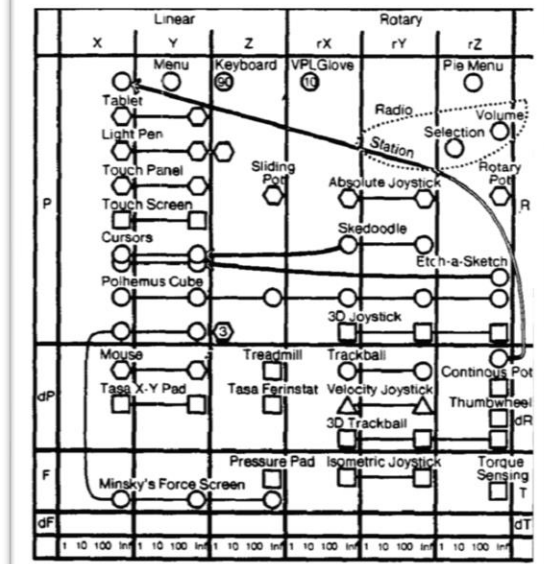 Linear Rotary
X Y Z rX rY rZ
Menu Keyboard VPLGlove Pie Menu
90 10
Tablet Radio Volume
Light Pen Station Selection
Touch Panel Sliding Pot Absolute Joystick Rotary Pot
P R
Touch Screen
Cursors Skedoodle
Etch-a-Sketch
Polhemus Cube
3 3D Joystick
Mouse Treadmill Trackball
Continous Pot
dP Tasa X-Y Pad Tasa Ferinstat Velocity Joystick Thumbwheel
dR
3D Trackball
F Pressure Pad Isometric Joystick Torque Sensing
T
Minsky's Force Screen
dF dT
1 10 100 Inf 1 10 100 Inf 1 10 100 Inf 1 10 100 Inf 1 10 100 Inf 1 10 100 Inf